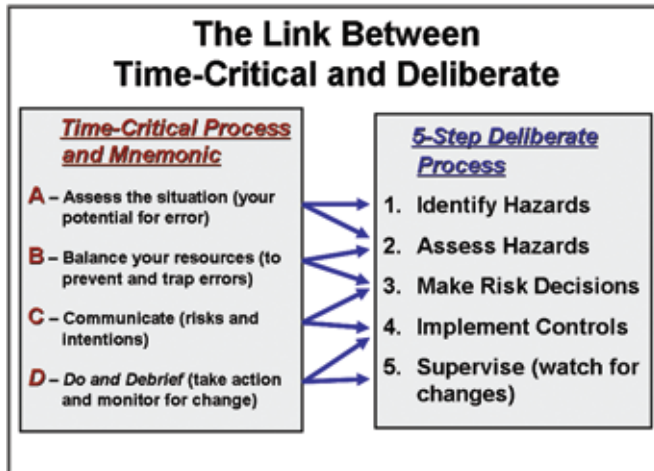 The Link Between
Time-Critical and Deliberate
Time-Critical Process
and Mnemonic
A – Assess the situation (your
potential for error)
B – Balance your resources (to
prevent and trap errors)
C – Communicate (risks and
intentions)
D – Do and Debrief (take action
and monitor for change)
5-Step Deliberate
Process
1. Identify Hazards
2. Assess Hazards
3. Make Risk Decisions
4. Implement Controls
5. Supervise (watch for
changes)